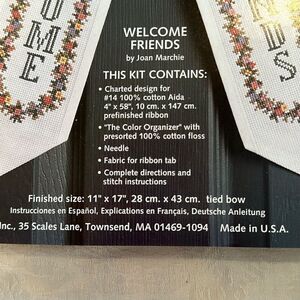 OME
NDS
WELCOME
FRIENDS
by Joan Marchie
THIS KIT CONTAINS:
• Charted design for
#14 100% cotton Aida
4" x 58", 10 cm. x 147 cm.
prefinished ribbon
• "The Color Organizer" with
presorted 100% cotton floss
• Needle
• Fabric for ribbon tab
• Complete directions and
stitch instructions
Finished size: 11" x 17", 28 cm. x 43 cm. tied bow
Instrucciones en Español, Explications en Français, Deutsche Anleitung
Inc., 35 Scales Lane, Townsend, MA 01469-1094 Made in U.S.A.